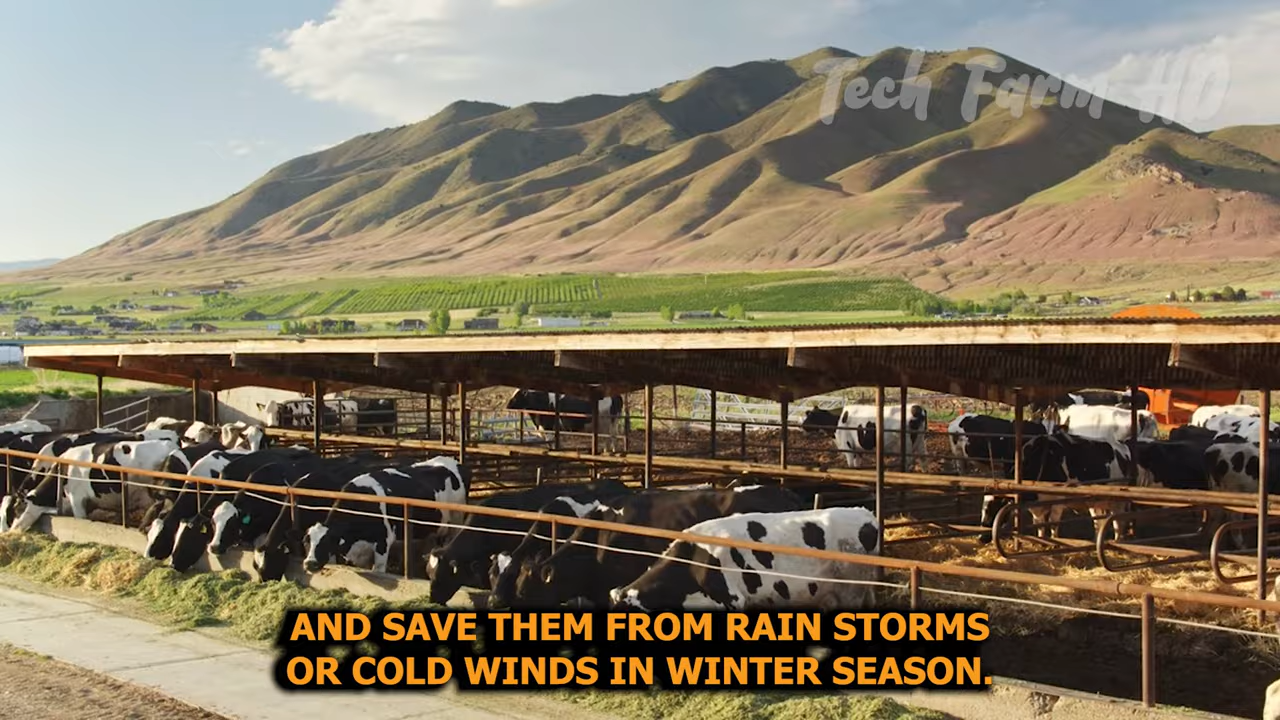 Tech Farm HD
AND SAVE THEM FROM RAIN STORMS
OR COLD WINDS IN WINTER SEASON.